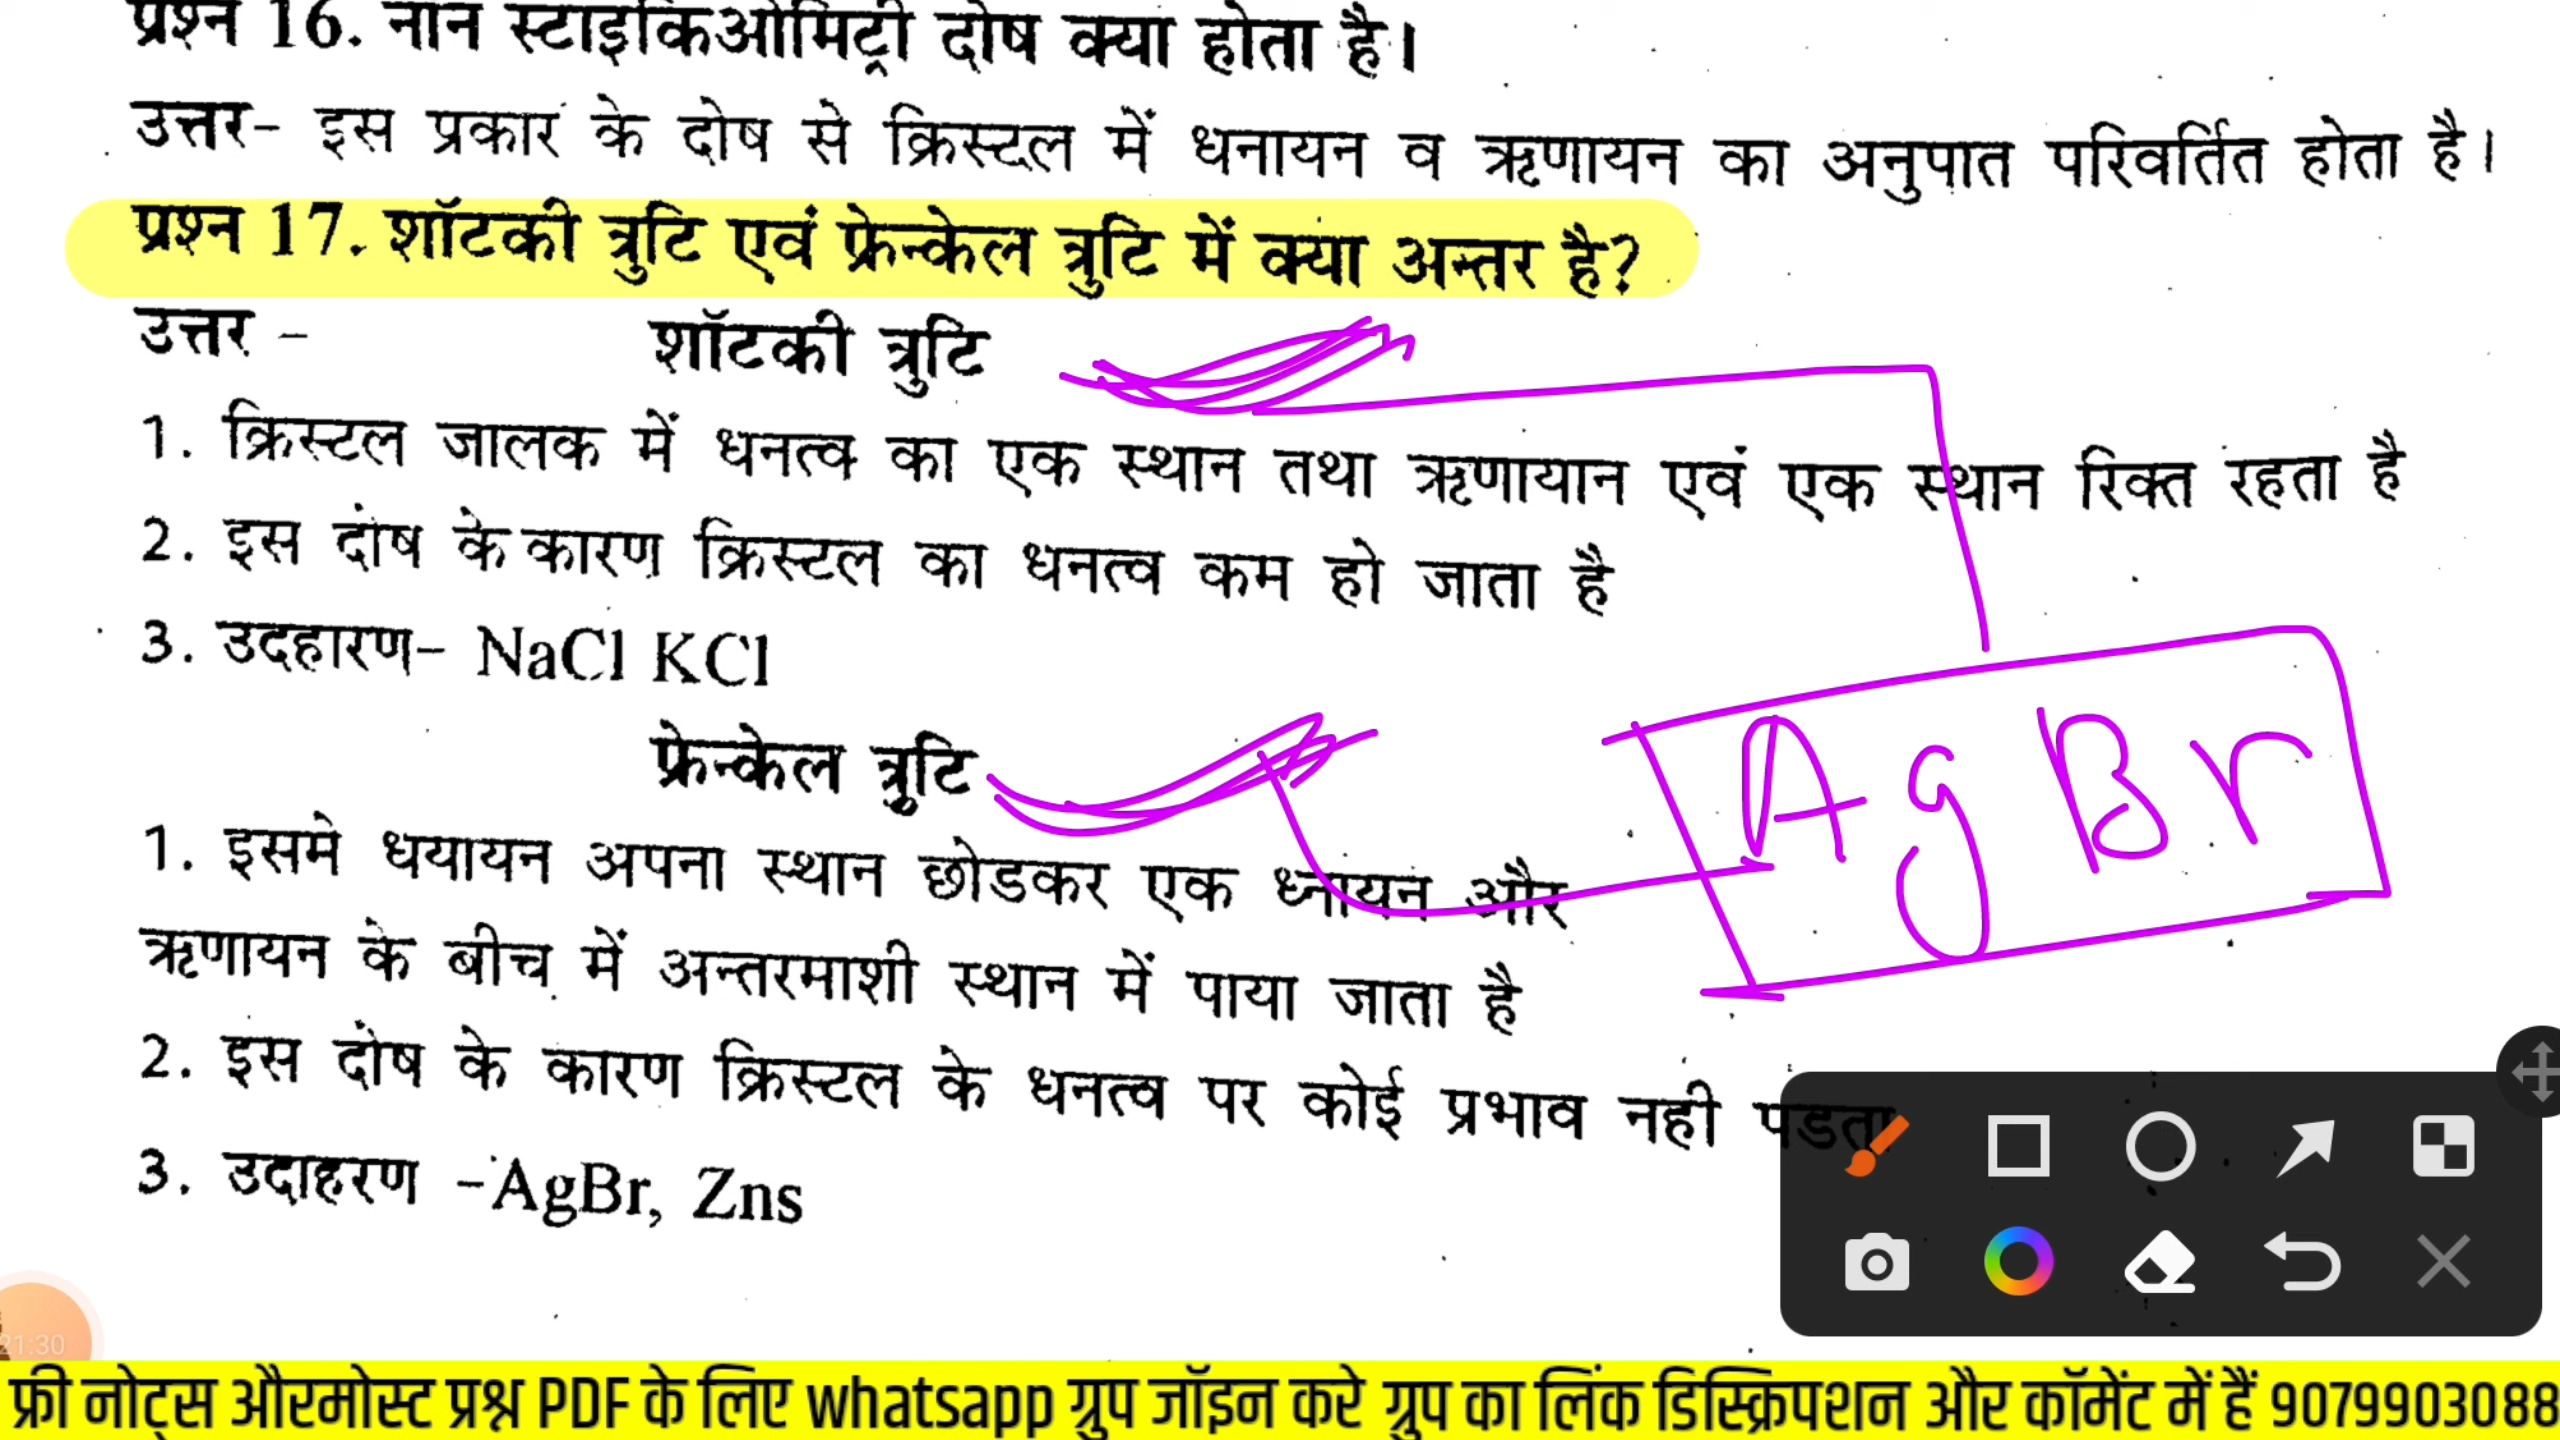 प्रश्न 16. नान स्टाइकिओमिट्री दोष क्या होता है।
उत्तर- इस प्रकार के दोष से क्रिस्टल में धनायन व ऋणायन का अनुपात परिवर्तित होता है।
प्रश्न 17. शॉटकी त्रुटि एवं फ्रेन्केल त्रुटि में क्या अन्तर है?
उत्तर - शॉटकी त्रुटि
1. क्रिस्टल जालक में धनत्व का एक स्थान तथा ऋणायान एवं एक स्थान रिक्त रहता है
2. इस दोष के कारण क्रिस्टल का धनत्व कम हो जाता है
3. उदहारण- NaCl KCl
फ्रेन्केल त्रुटि
AgBr
1. इसमे धयायन अपना स्थान छोडकर एक ध्नायन और
ऋणायन के बीच में अन्तरमाशी स्थान में पाया जाता है
2. इस दोष के कारण क्रिस्टल के धनत्व पर कोई प्रभाव नही पडता
3. उदाहरण -AgBr, Zns
21:30
फ्री नोट्स औरमोस्ट प्रश्न PDF के लिए whatsapp ग्रुप जॉइन करे ग्रुप का लिंक डिस्क्रिपशन और कॉमेंट में हैं 9079903088